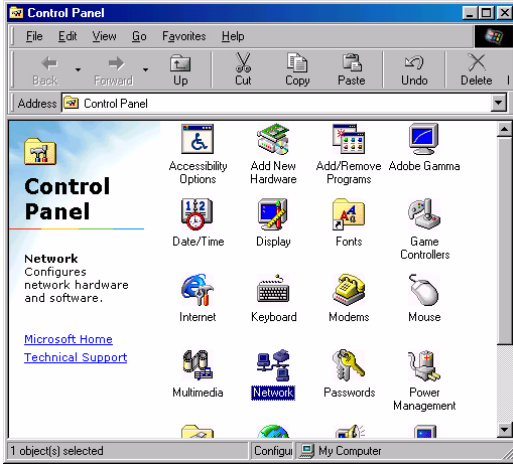 Control Panel
File Edit View Go Favorites Help
Back Forward Up Cut Copy Paste Undo Delete
Address Control Panel
Control
Panel
Network
Configures
network hardware
and software.
Microsoft Home
Technical Support
Accessibility
Options
Add New
Hardware
Add/Remove
Programs
Adobe Gamma
Date/Time
Display
Fonts
Game
Controllers
Internet
Keyboard
Modems
Mouse
Multimedia
Network
Passwords
Power
Management
1 object(s) selected
Configu
My Computer